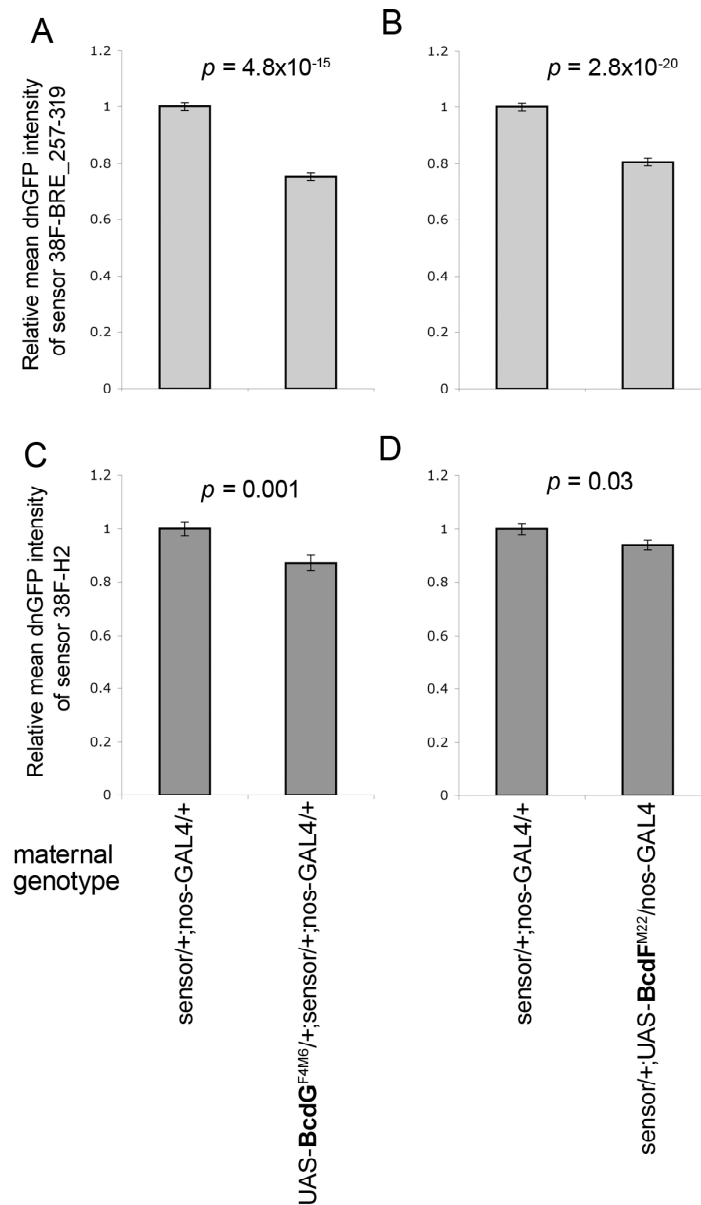 A
B
Relative mean dnGFP intensity
of sensor 38F-BRE_257-319
1.2
1
0.8
0.6
0.4
0.2
0
p = 4.8x10-15
1.2
1
0.8
0.6
0.4
0.2
0
p = 2.8x10-20
C
D
Relative mean dnGFP intensity
of sensor 38F-H2
1.2
1
0.8
0.6
0.4
0.2
0
p = 0.001
1.2
1
0.8
0.6
0.4
0.2
0
p = 0.03
maternal
genotype
sensor/+;nos-GAL4/+
UAS-BcdGF4M6/+;sensor/+;nos-GAL4/+
sensor/+;nos-GAL4/+
sensor/+;UAS-BcdFM22/nos-GAL4